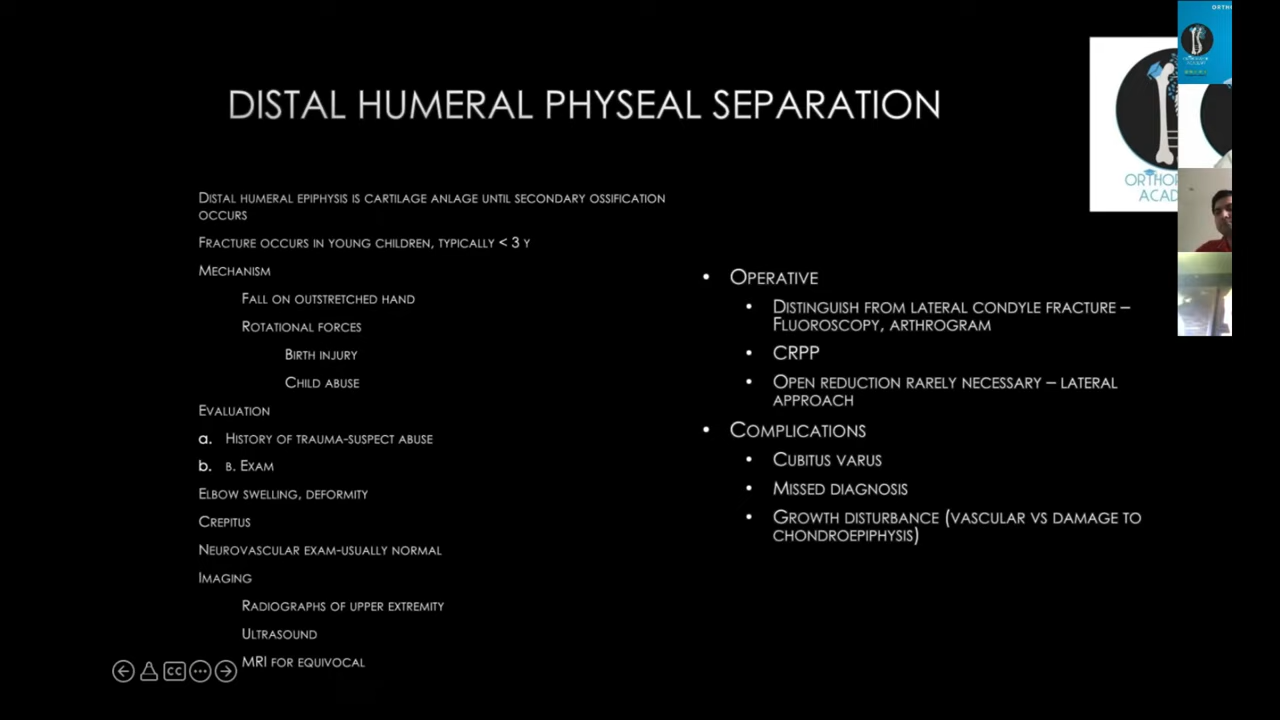 DISTAL HUMERAL PHYSEAL SEPARATION
DISTAL HUMERAL EPIPHYSIS IS CARTILAGE ANLAGE UNTIL SECONDARY OSSIFICATION
OCCURS
FRACTURE OCCURS IN YOUNG CHILDREN, TYPICALLY < 3 Y
MECHANISM
FALL ON OUTSTRETCHED HAND
ROTATIONAL FORCES
BIRTH INJURY
CHILD ABUSE
EVALUATION
a. HISTORY OF TRAUMA-SUSPECT ABUSE
b. B. EXAM
ELBOW SWELLING, DEFORMITY
CREPITUS
NEUROVASCULAR EXAM-USUALLY NORMAL
IMAGING
RADIOGRAPHS OF UPPER EXTREMITY
ULTRASOUND
MRI FOR EQUIVOCAL
• OPERATIVE
• DISTINGUISH FROM LATERAL CONDYLE FRACTURE –
FLUOROSCOPY, ARTHROGRAM
• CRPP
• OPEN REDUCTION RARELY NECESSARY – LATERAL
APPROACH
• COMPLICATIONS
• CUBITUS VARUS
• MISSED DIAGNOSIS
• GROWTH DISTURBANCE (VASCULAR VS DAMAGE TO
CHONDROEPIPHYSIS)
CC
ORTHO
ACAD